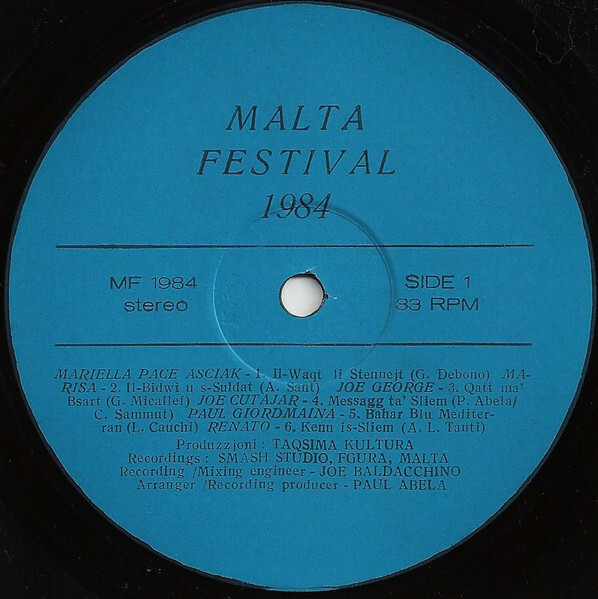 MALTA
FESTIVAL
1984
MF 1984
stereo
SIDE 1
33 RPM
MARIELLA PACE ASCIAK - 1. Il-Waqt li Stennejt (G. Debono) MA-
RISA - 2. Il-Bidwi u s-Suldat (A. Sant) JOE GEORGE - 3. Qatt ma'
Bsart (G. Micallef) JOE CUTAJAR - 4. Messagg ta' Sliem (P. Abela/
C. Sammut) PAUL GIORDMAINA - 5. Bahar Blu Mediter-
ran (L. Cauchi) RENATO - 6. Kenn is-Sliem (A. L. Tanti)
Produzzjoni : TAQSIMA KULTURA
Recordings : SMASH STUDIO, FGURA, MALTA
Recording /Mixing engineer - JOE BALDACCHINO
Arranger /Recording producer - PAUL ABELA